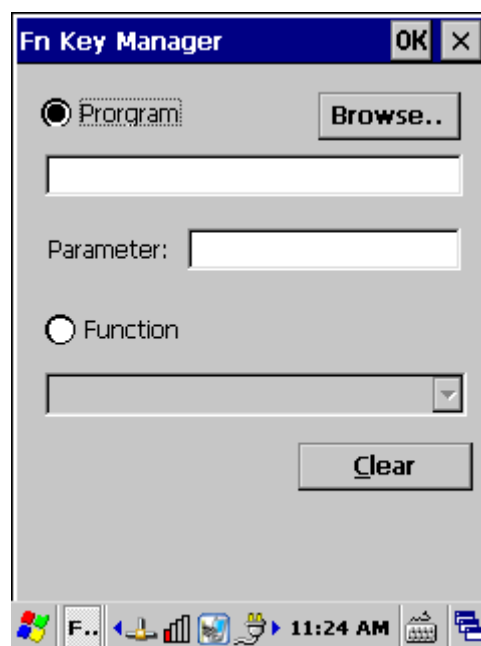 Fn Key Manager OK ×
Prorgram Browse..
Parameter:
Function
Clear
F.. 11:24 AM